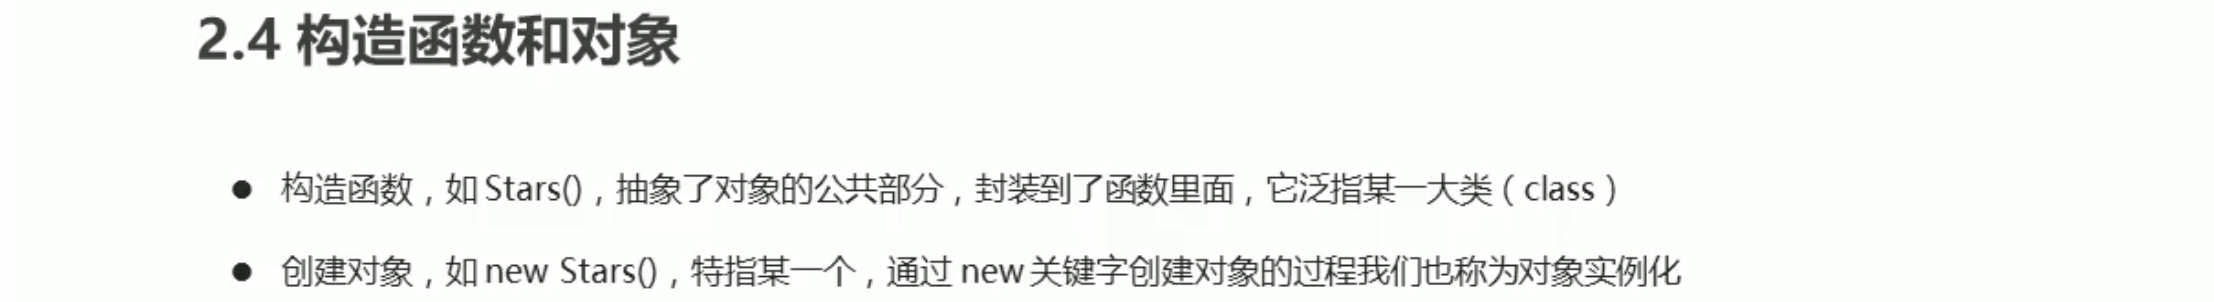 2.4 构造函数和对象
● 构造函数，如 Stars()，抽象了对象的公共部分，封装到了函数里面，它泛指某一大类（class）
● 创建对象，如 new Stars()，特指某一个，通过 new 关键字创建对象的过程我们也称为对象实例化